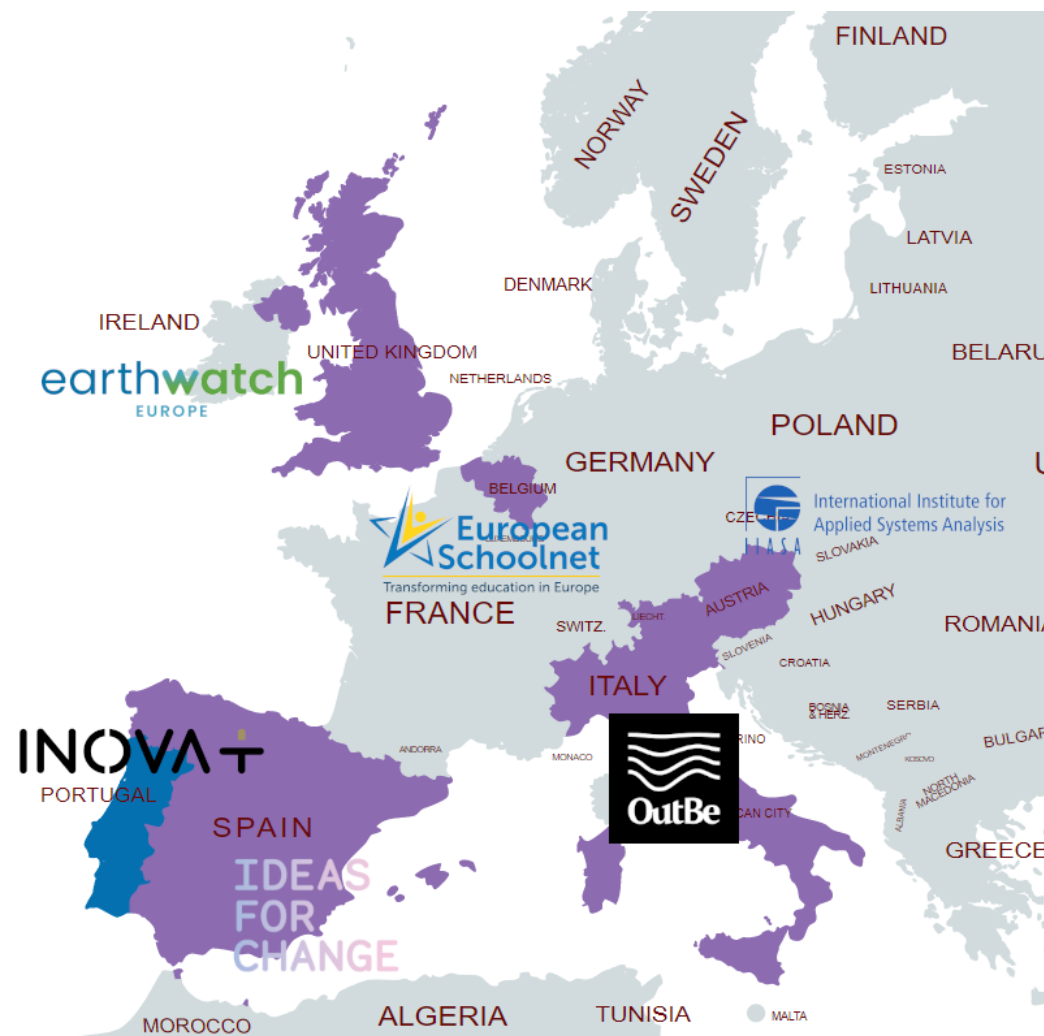 FINLAND
NORWAY
SWEDEN
ESTONIA
LATVIA
DENMARK
LITHUANIA
IRELAND
UNITED KINGDOM
BELARU
earthwatch
EUROPE
NETHERLANDS
POLAND
GERMANY
U
BELGIUM
European
Schoolnet
Transforming education in Europe
IIASA
International Institute for
Applied Systems Analysis
SLOVAKIA
AUSTRIA
HUNGARY
FRANCE
SWITZ.
LIECHT.
ROMANIA
SLOVENIA
CROATIA
ITALY
BOSNIA
& HERZ.
SERBIA
INOVA+
ANDORRA
MONACO
RINO
MONTENEGRO
KOSOVO
BULGAR
PORTUGAL
NORTH
MACEDONIA
SPAIN
OutBe
CAN CITY
ALBANIA
GREECE
IDEAS
FOR
CHANGE
MOROCCO
ALGERIA
TUNISIA
MALTA